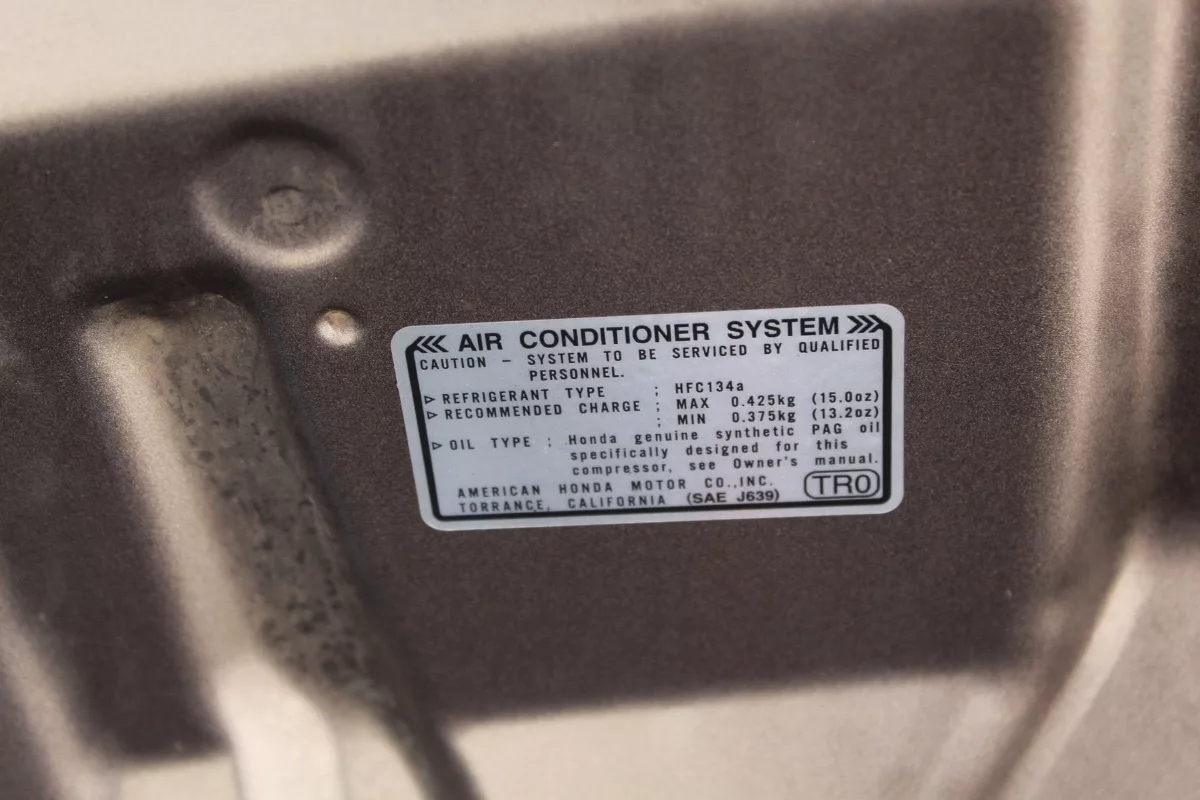 AIR CONDITIONER SYSTEM
CAUTION - SYSTEM TO BE SERVICED BY QUALIFIED
PERSONNEL.
▷ REFRIGERANT TYPE : HFC134a
▷ RECOMMENDED CHARGE : MAX 0.425kg (15.0oz)
: MIN 0.375kg (13.2oz)
▷ OIL TYPE : Honda genuine synthetic PAG oil
specifically designed for this
compressor, see Owner's manual.
AMERICAN HONDA MOTOR CO.,INC.
TORRANCE, CALIFORNIA (SAE J639) TR0